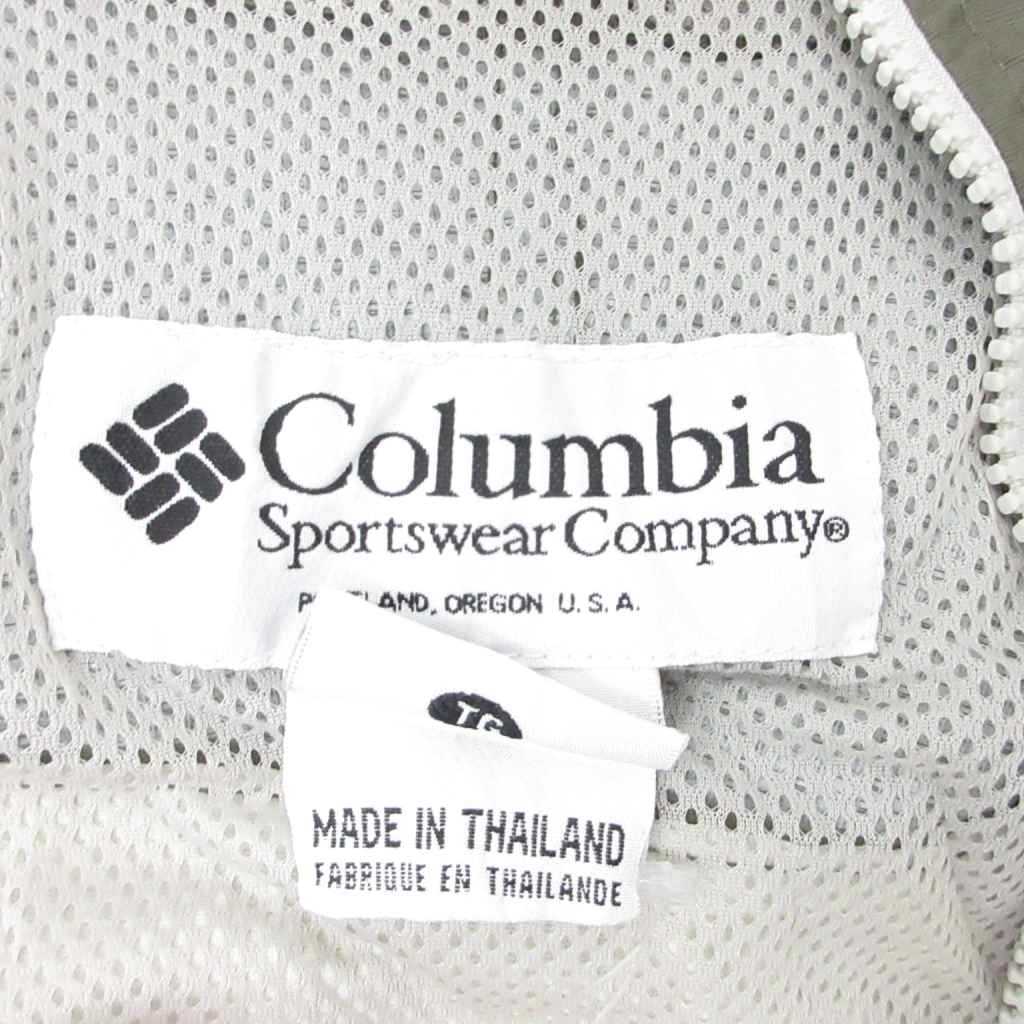 Columbia
Sportswear Company®
OREGON U.S.A.
TG
MADE IN THAILAND
FABRIQUE EN THAILANDE